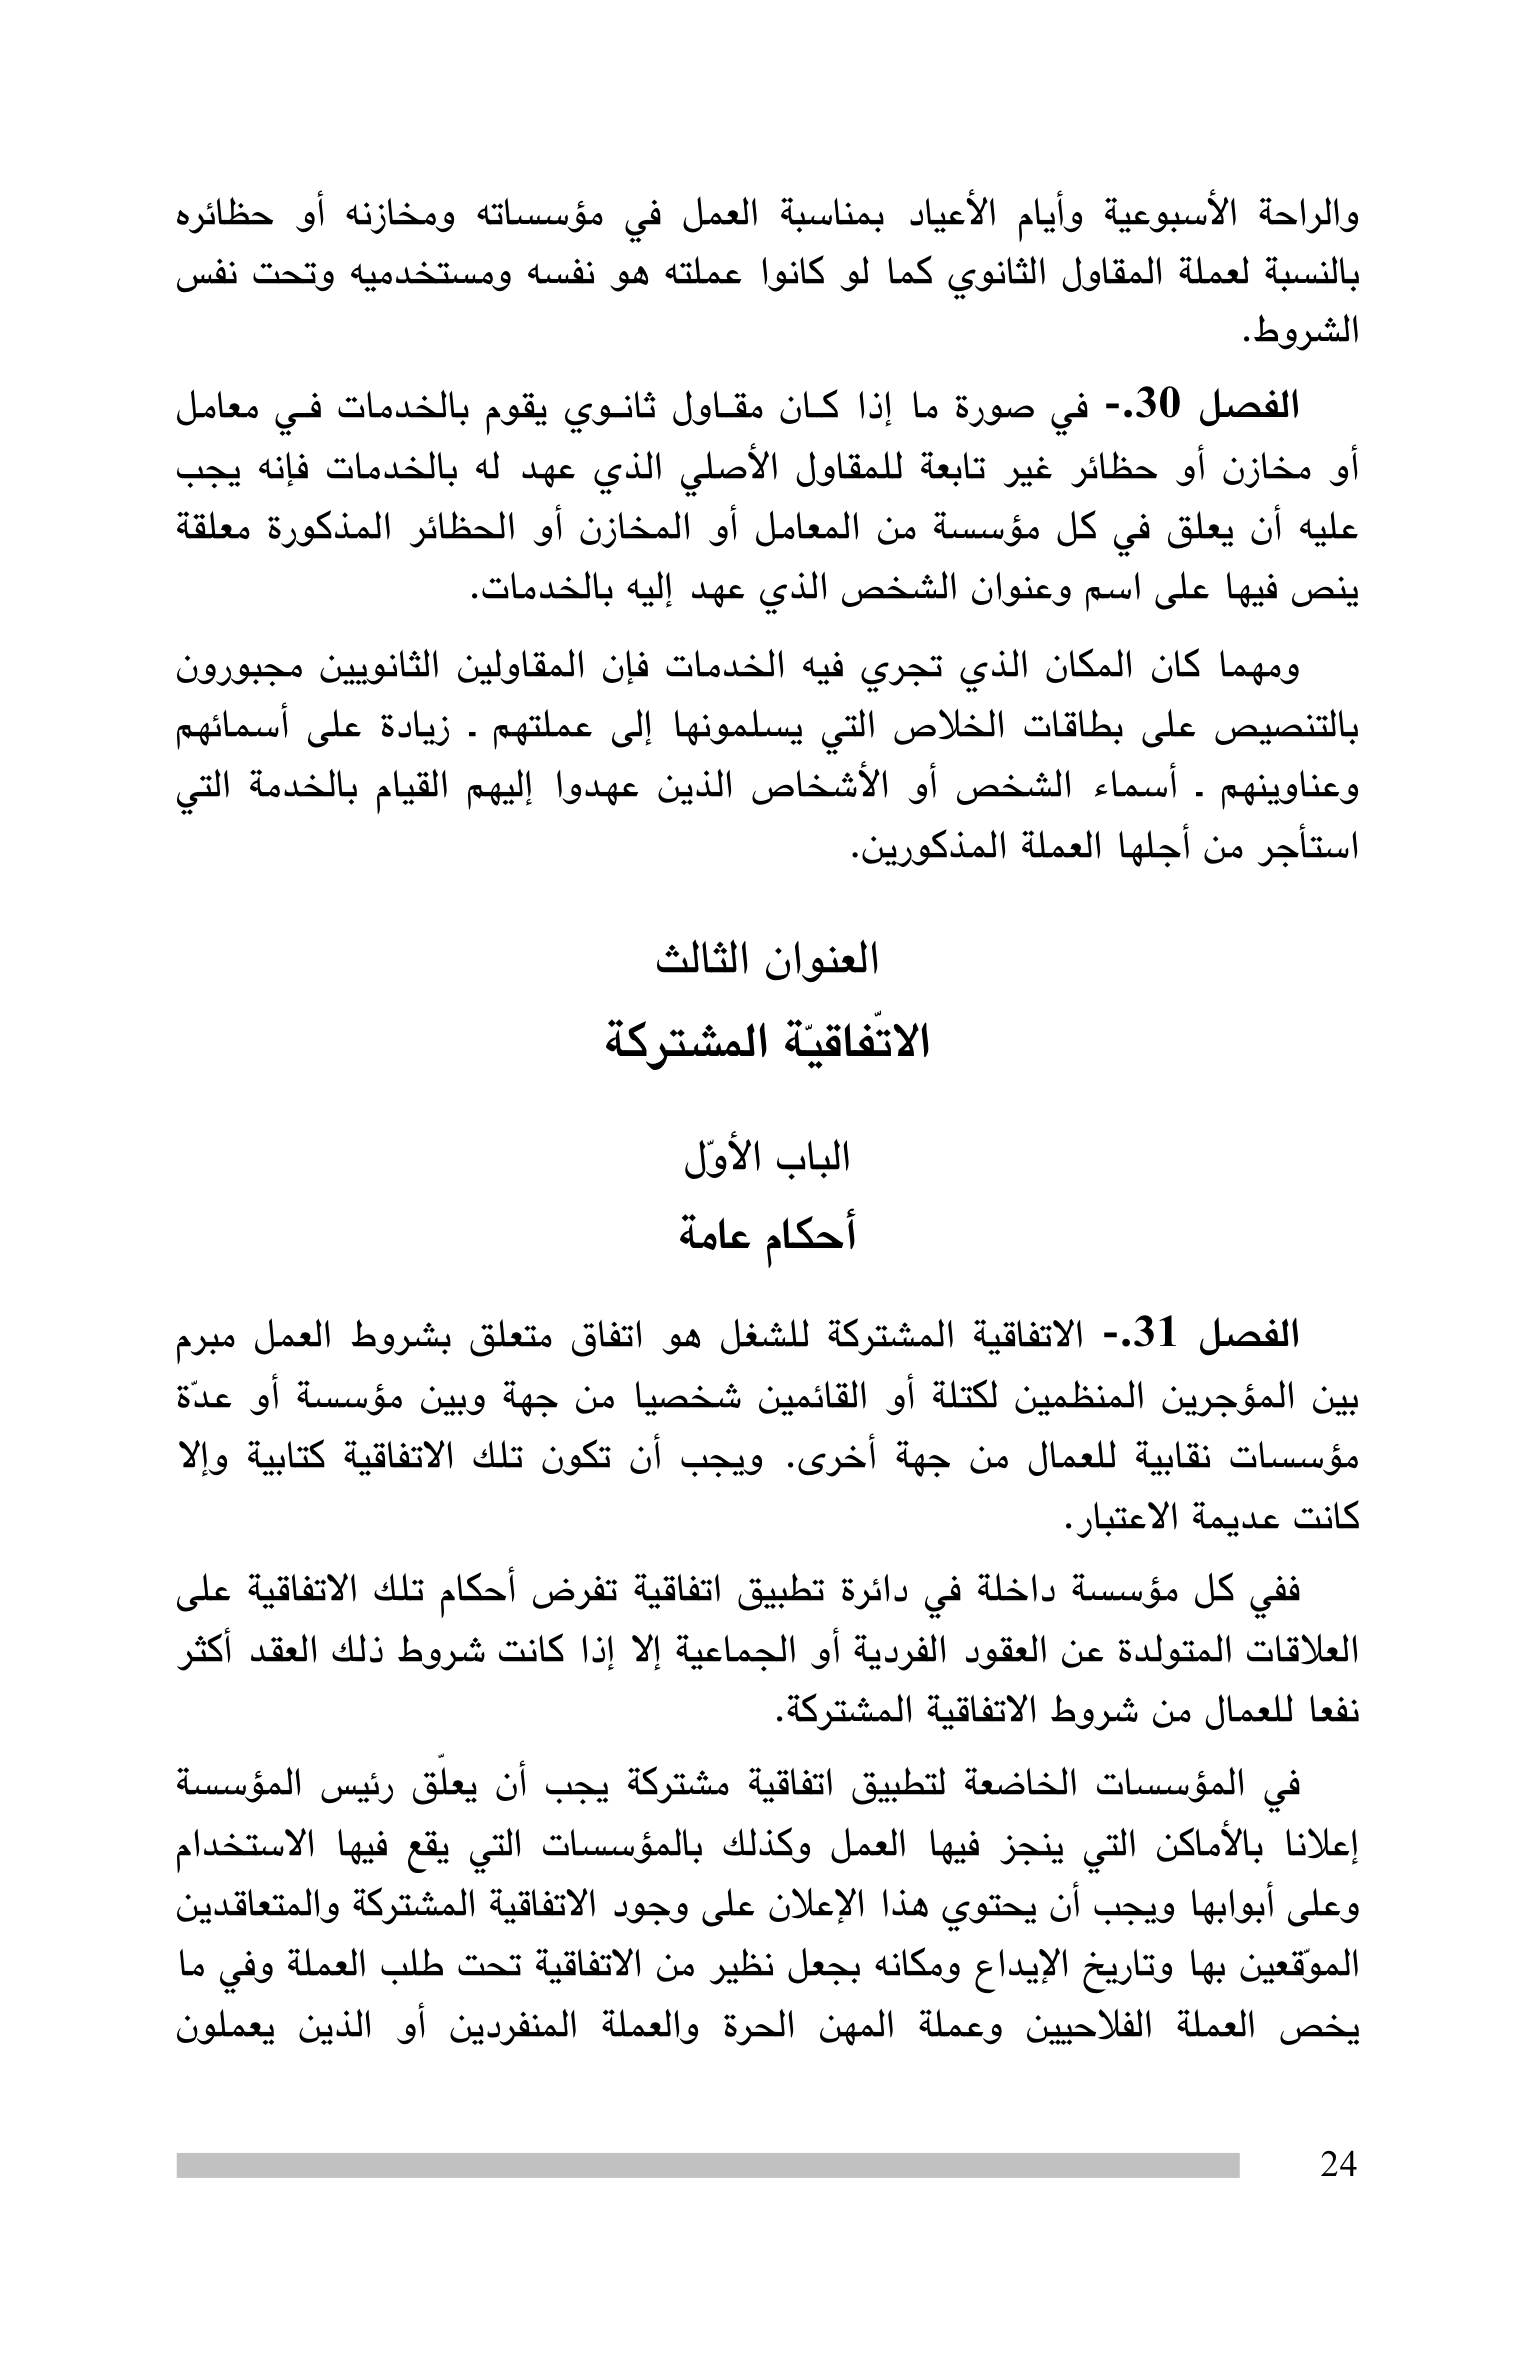 والراحة الأسبوعية وأيام الأعياد بمناسبة العمل في مؤسساته ومخازنه أو حظائره
بالنسبة لعملة المقاول الثانوي كما لو كانوا عملته هو نفسه ومستخدميه وتحت نفس
الشروط.
الفصل 30.- في صورة ما إذا كـان مقـاول ثانـوي يقوم بالخدمات فـي معامل
أو مخازن أو حظائر غير تابعة للمقاول الأصلي الذي عهد له بالخدمات فإنه يجب
عليه أن يعلق في كل مؤسسة من المعامل أو المخازن أو الحظائر المذكورة معلقة
ينص فيها على اسم وعنوان الشخص الذي عهد إليه بالخدمات.
ومهما كان المكان الذي تجري فيه الخدمات فإن المقاولين الثانويين مجبورون
بالتنصيص على بطاقات الخلاص التي يسلمونها إلى عملتهم ـ زيادة على أسمائهم
وعناوينهم ـ أسماء الشخص أو الأشخاص الذين عهدوا إليهم القيام بالخدمة التي
استأجر من أجلها العملة المذكورين.
العنوان الثالث
الاتّفاقيّة المشتركة
الباب الأوّل
أحكام عامة
الفصل 31.- الاتفاقية المشتركة للشغل هو اتفاق متعلق بشروط العمل مبرم
بين المؤجرين المنظمين لكتلة أو القائمين شخصيا من جهة وبين مؤسسة أو عدّة
مؤسسات نقابية للعمال من جهة أخرى. ويجب أن تكون تلك الاتفاقية كتابية وإلا
كانت عديمة الاعتبار.
ففي كل مؤسسة داخلة في دائرة تطبيق اتفاقية تفرض أحكام تلك الاتفاقية على
العلاقات المتولدة عن العقود الفردية أو الجماعية إلا إذا كانت شروط ذلك العقد أكثر
نفعا للعمال من شروط الاتفاقية المشتركة.
في المؤسسات الخاضعة لتطبيق اتفاقية مشتركة يجب أن يعلّق رئيس المؤسسة
إعلانا بالأماكن التي ينجز فيها العمل وكذلك بالمؤسسات التي يقع فيها الاستخدام
وعلى أبوابها ويجب أن يحتوي هذا الإعلان على وجود الاتفاقية المشتركة والمتعاقدين
الموّقعين بها وتاريخ الإيداع ومكانه بجعل نظير من الاتفاقية تحت طلب العملة وفي ما
يخص العملة الفلاحيين وعملة المهن الحرة والعملة المنفردين أو الذين يعملون
24